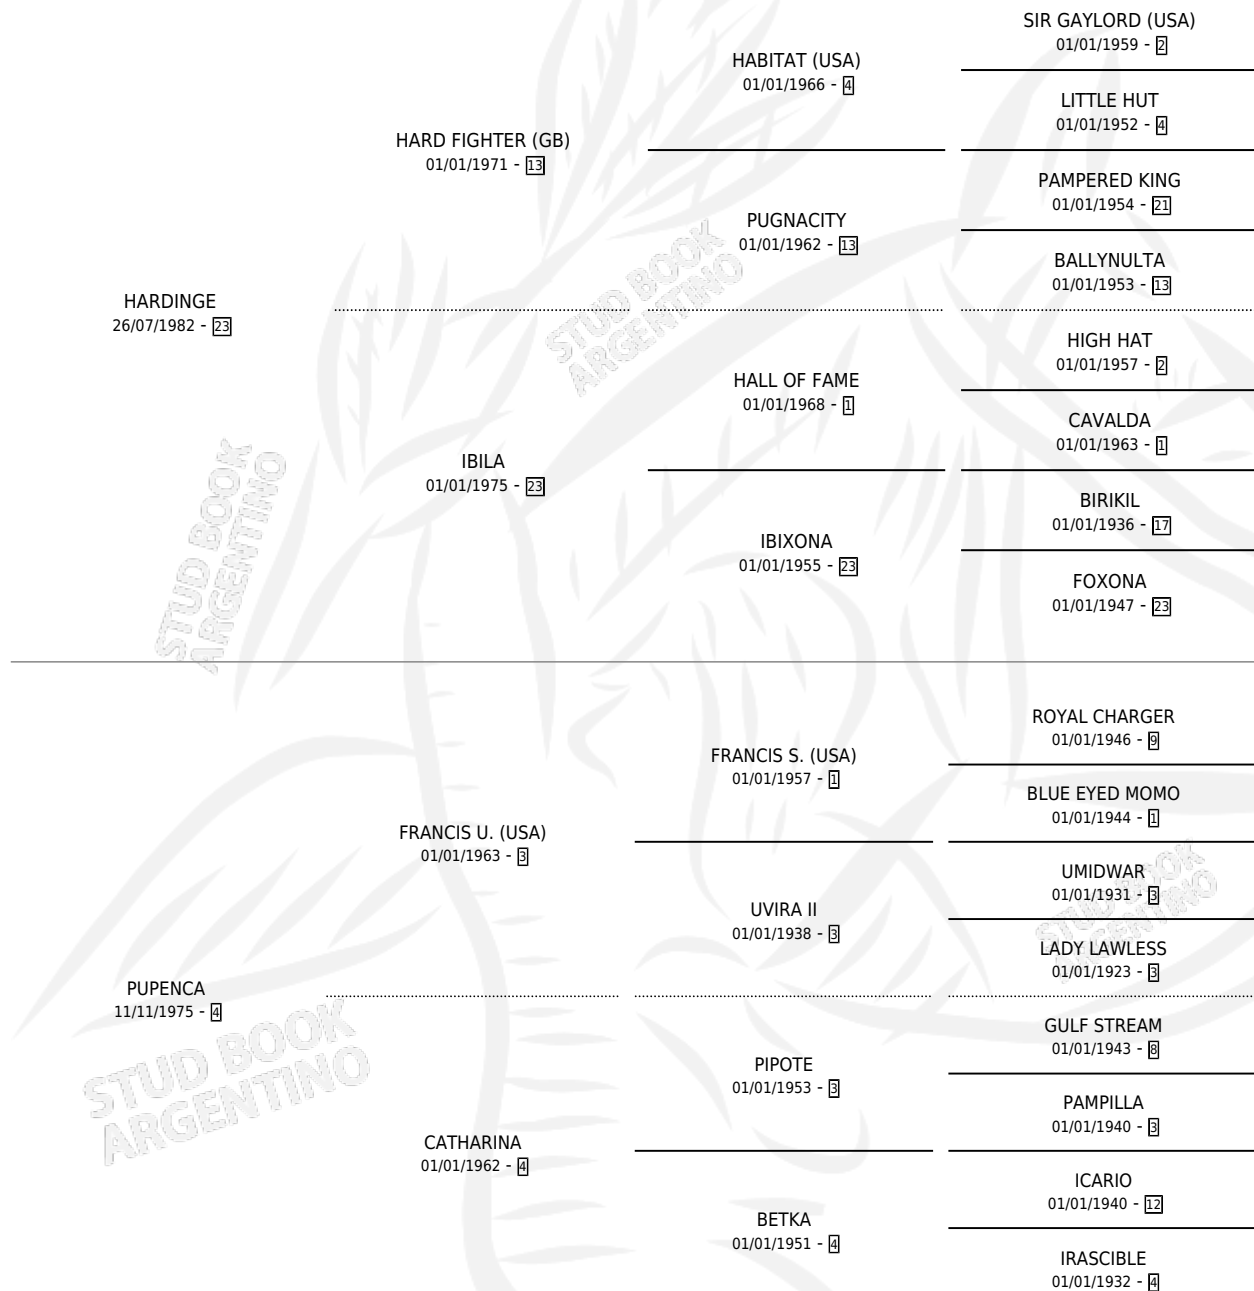 SIR GAYLORD (USA)
01/01/1959 - 2
HABITAT (USA)
01/01/1966 - 4
LITTLE HUT
01/01/1952 - 4
HARD FIGHTER (GB)
01/01/1971 - 13
PAMPERED KING
01/01/1954 - 21
PUGNACITY
01/01/1962 - 13
BALLYNULTA
01/01/1953 - 13
HARDINGE
26/07/1982 - 23
HIGH HAT
01/01/1957 - 2
HALL OF FAME
01/01/1968 - 1
CAVALDA
01/01/1963 - 1
IBILA
01/01/1975 - 23
BIRIKIL
01/01/1936 - 17
IBIXONA
01/01/1955 - 23
FOXONA
01/01/1947 - 23
ROYAL CHARGER
01/01/1946 - 9
FRANCIS S. (USA)
01/01/1957 - 1
BLUE EYED MOMO
01/01/1944 - 1
FRANCIS U. (USA)
01/01/1963 - 3
UMIDWAR
01/01/1931 - 3
UVIRA II
01/01/1938 - 3
LADY LAWLESS
01/01/1923 - 3
PUPENCA
11/11/1975 - 4
GULF STREAM
01/01/1943 - 8
PIPOTE
01/01/1953 - 3
PAMPILLA
01/01/1940 - 3
CATHARINA
01/01/1962 - 4
ICARIO
01/01/1940 - 12
BETKA
01/01/1951 - 4
IRASCIBLE
01/01/1932 - 4
STUD BOOK
ARGENTINO
STUD BOOK
ARGENTINO
STUD BOOK
ARGENTINO
STUD BOOK
ARGENTINO